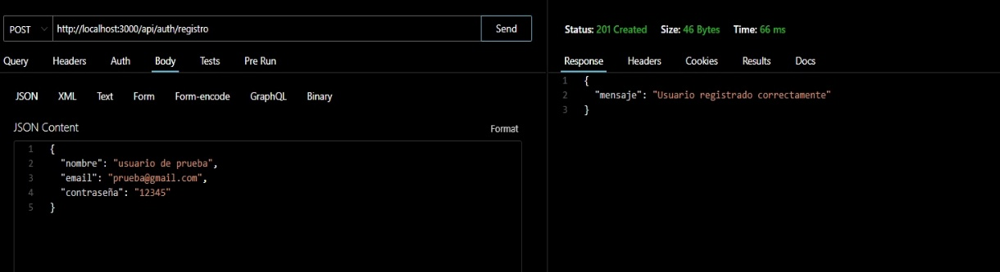 POST http://localhost:3000/api/auth/registro Send
Query Headers Auth Body Tests Pre Run
JSON XML Text Form Form-encode GraphQL Binary
JSON Content Format
1 {
2 "nombre": "usuario de prueba",
3 "email": "prueba@gmail.com",
4 "contraseña": "12345"
5 }
Status: 201 Created Size: 46 Bytes Time: 66 ms
Response Headers Cookies Results Docs
1 {
2 "mensaje": "Usuario registrado correctamente"
3 }